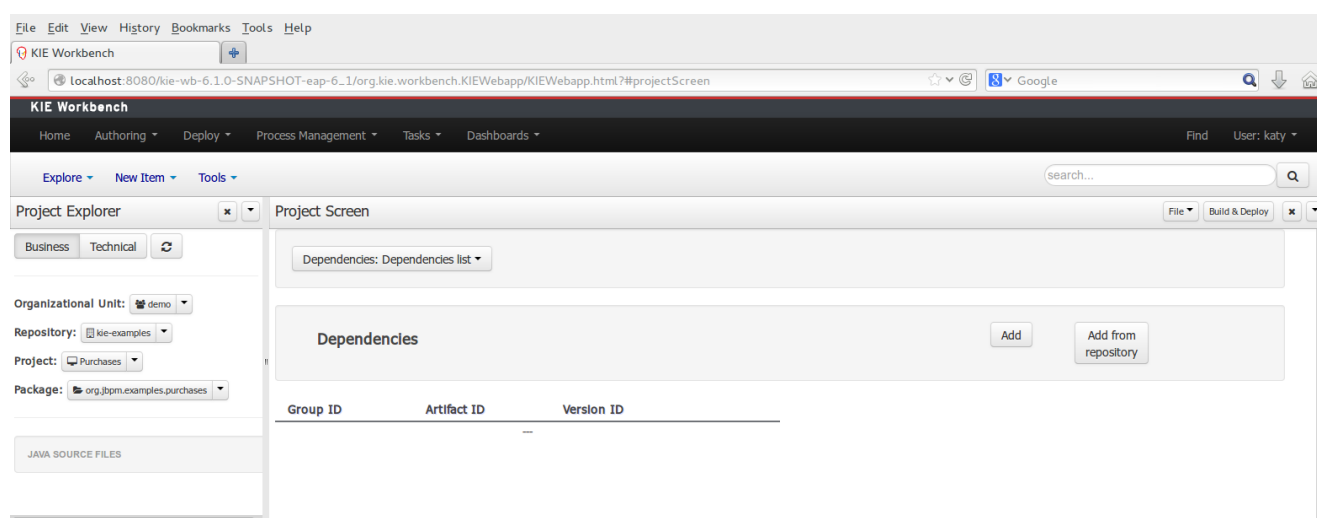 File Edit View History Bookmarks Tools Help
KIE Workbench
localhost:8080/kie-wb-6.1.0-SNAPSHOT-eap-6_1/org.kie.workbench.KIEWebapp/KIEWebapp.html?#projectScreen
Google
KIE Workbench
Home Authoring Deploy Process Management Tasks Dashboards Find User: katy
Explore New Item Tools search...
Project Explorer
Project Screen File Build & Deploy
Business Technical
Dependencies: Dependencies list
Organizational Unit: demo
Repository: kie-examples
Project: Purchases
Package: org.jbpm.examples.purchases
Dependencies
Add
Add from
repository
Group ID Artifact ID Version ID
JAVA SOURCE FILES